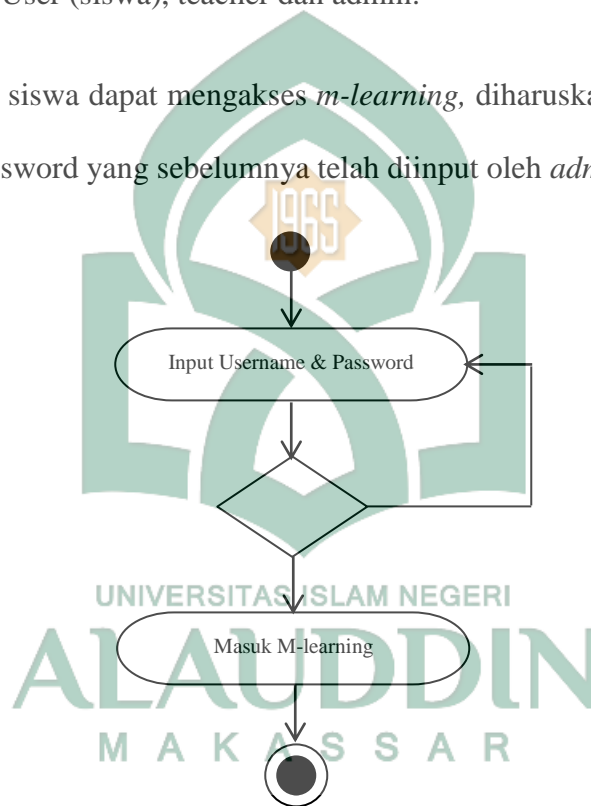 User (siswa), teacher dan admin.
siswa dapat mengakses m-learning, diharuska
sword yang sebelumnya telah diinput oleh adm
1965
Input Username & Password
UNIVERSITAS ISLAM NEGERI
Masuk M-learning
ALAUDDIN
MAKASSAR